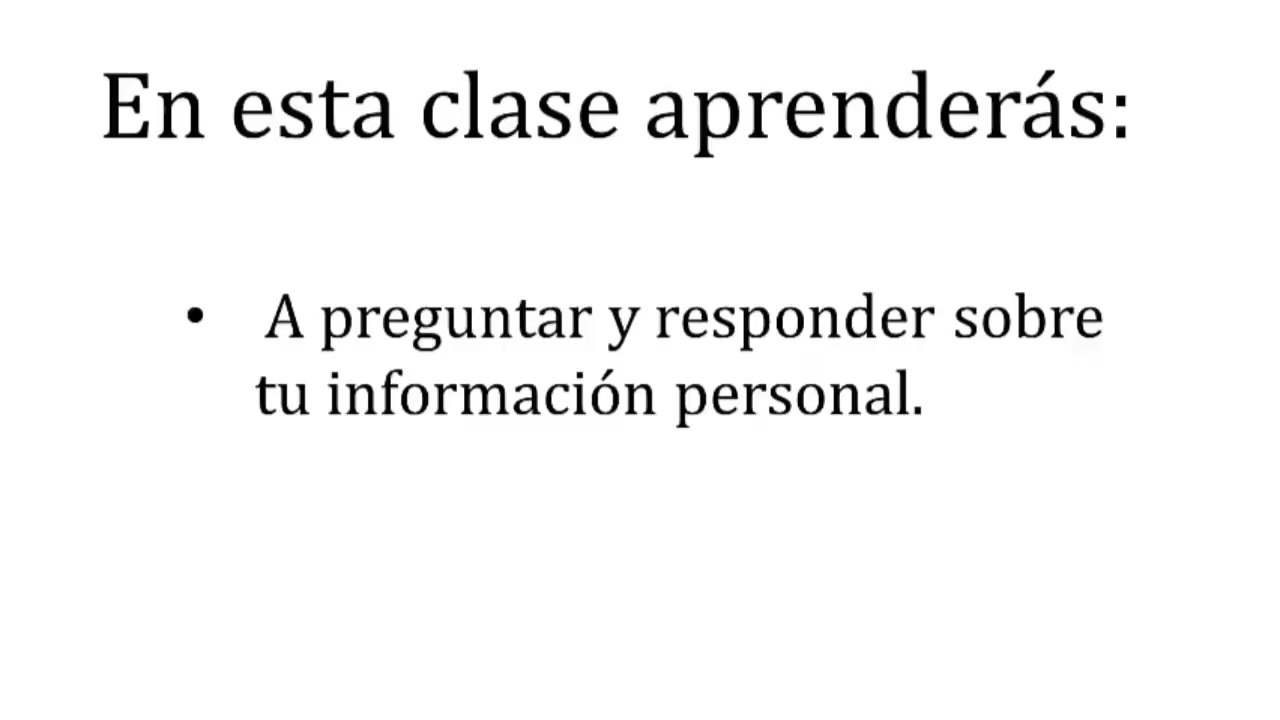 En esta clase aprenderás:
• A preguntar y responder sobre
tu información personal.